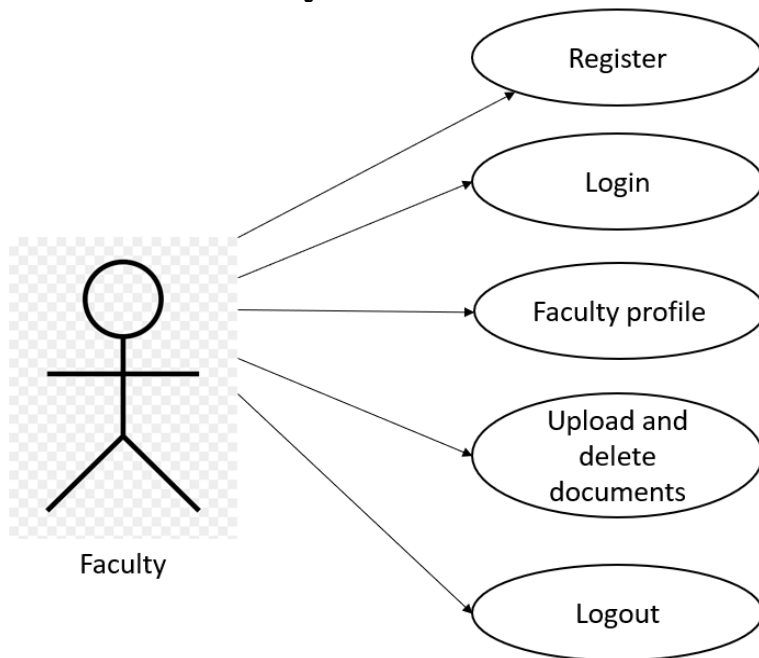 Register
Login
Faculty profile
Upload and
delete
documents
Logout
Faculty